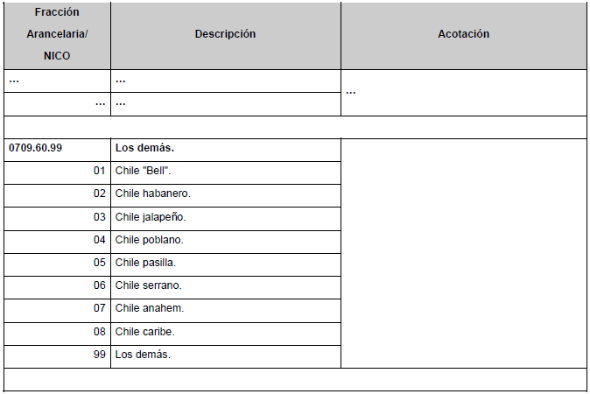 Fracción
Arancelaria/
NICO
Descripción
Acotación
... ...
... ...
...
0709.60.99 Los demás.
01 Chile "Bell".
02 Chile habanero.
03 Chile jalapeño.
04 Chile poblano.
05 Chile pasilla.
06 Chile serrano.
07 Chile anahem.
08 Chile caribe.
99 Los demás.